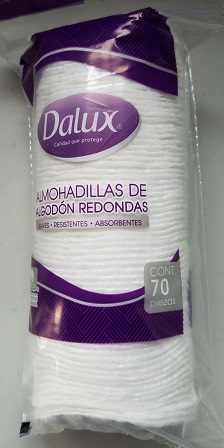 Dalux®
Calidad que protege
ALMOHADILLAS DE
ALGODÓN REDONDAS
SUAVES • RESISTENTES • ABSORBENTES
CONT.
70
piezas